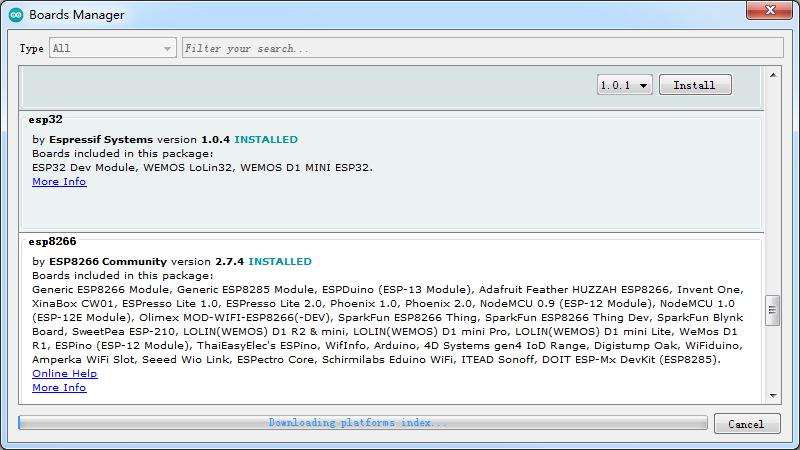 Boards Manager
Type All Filter your search...
1.0.1 Install
esp32
by Espressif Systems version 1.0.4 INSTALLED
Boards included in this package:
ESP32 Dev Module, WEMOS LoLin32, WEMOS D1 MINI ESP32.
More Info
esp8266
by ESP8266 Community version 2.7.4 INSTALLED
Boards included in this package:
Generic ESP8266 Module, Generic ESP8285 Module, ESPDuino (ESP-13 Module), Adafruit Feather HUZZAH ESP8266, Invent One,
XinaBox CW01, ESPresso Lite 1.0, ESPresso Lite 2.0, Phoenix 1.0, Phoenix 2.0, NodeMCU 0.9 (ESP-12 Module), NodeMCU 1.0
(ESP-12E Module), Olimex MOD-WIFI-ESP8266(-DEV), SparkFun ESP8266 Thing, SparkFun ESP8266 Thing Dev, SparkFun Blynk
Board, SweetPea ESP-210, LOLIN(WEMOS) D1 R2 & mini, LOLIN(WEMOS) D1 mini Pro, LOLIN(WEMOS) D1 mini Lite, WeMos D1
R1, ESPino (ESP-12 Module), ThaiEasyElec's ESPino, WifInfo, Arduino, 4D Systems gen4 IoD Range, Digistump Oak, WiFiduino,
Amperka WiFi Slot, Seeed Wio Link, ESPectro Core, Schirmilabs Eduino WiFi, ITEAD Sonoff, DOIT ESP-Mx DevKit (ESP8285).
Online Help
More Info
Downloading platforms index...
Cancel